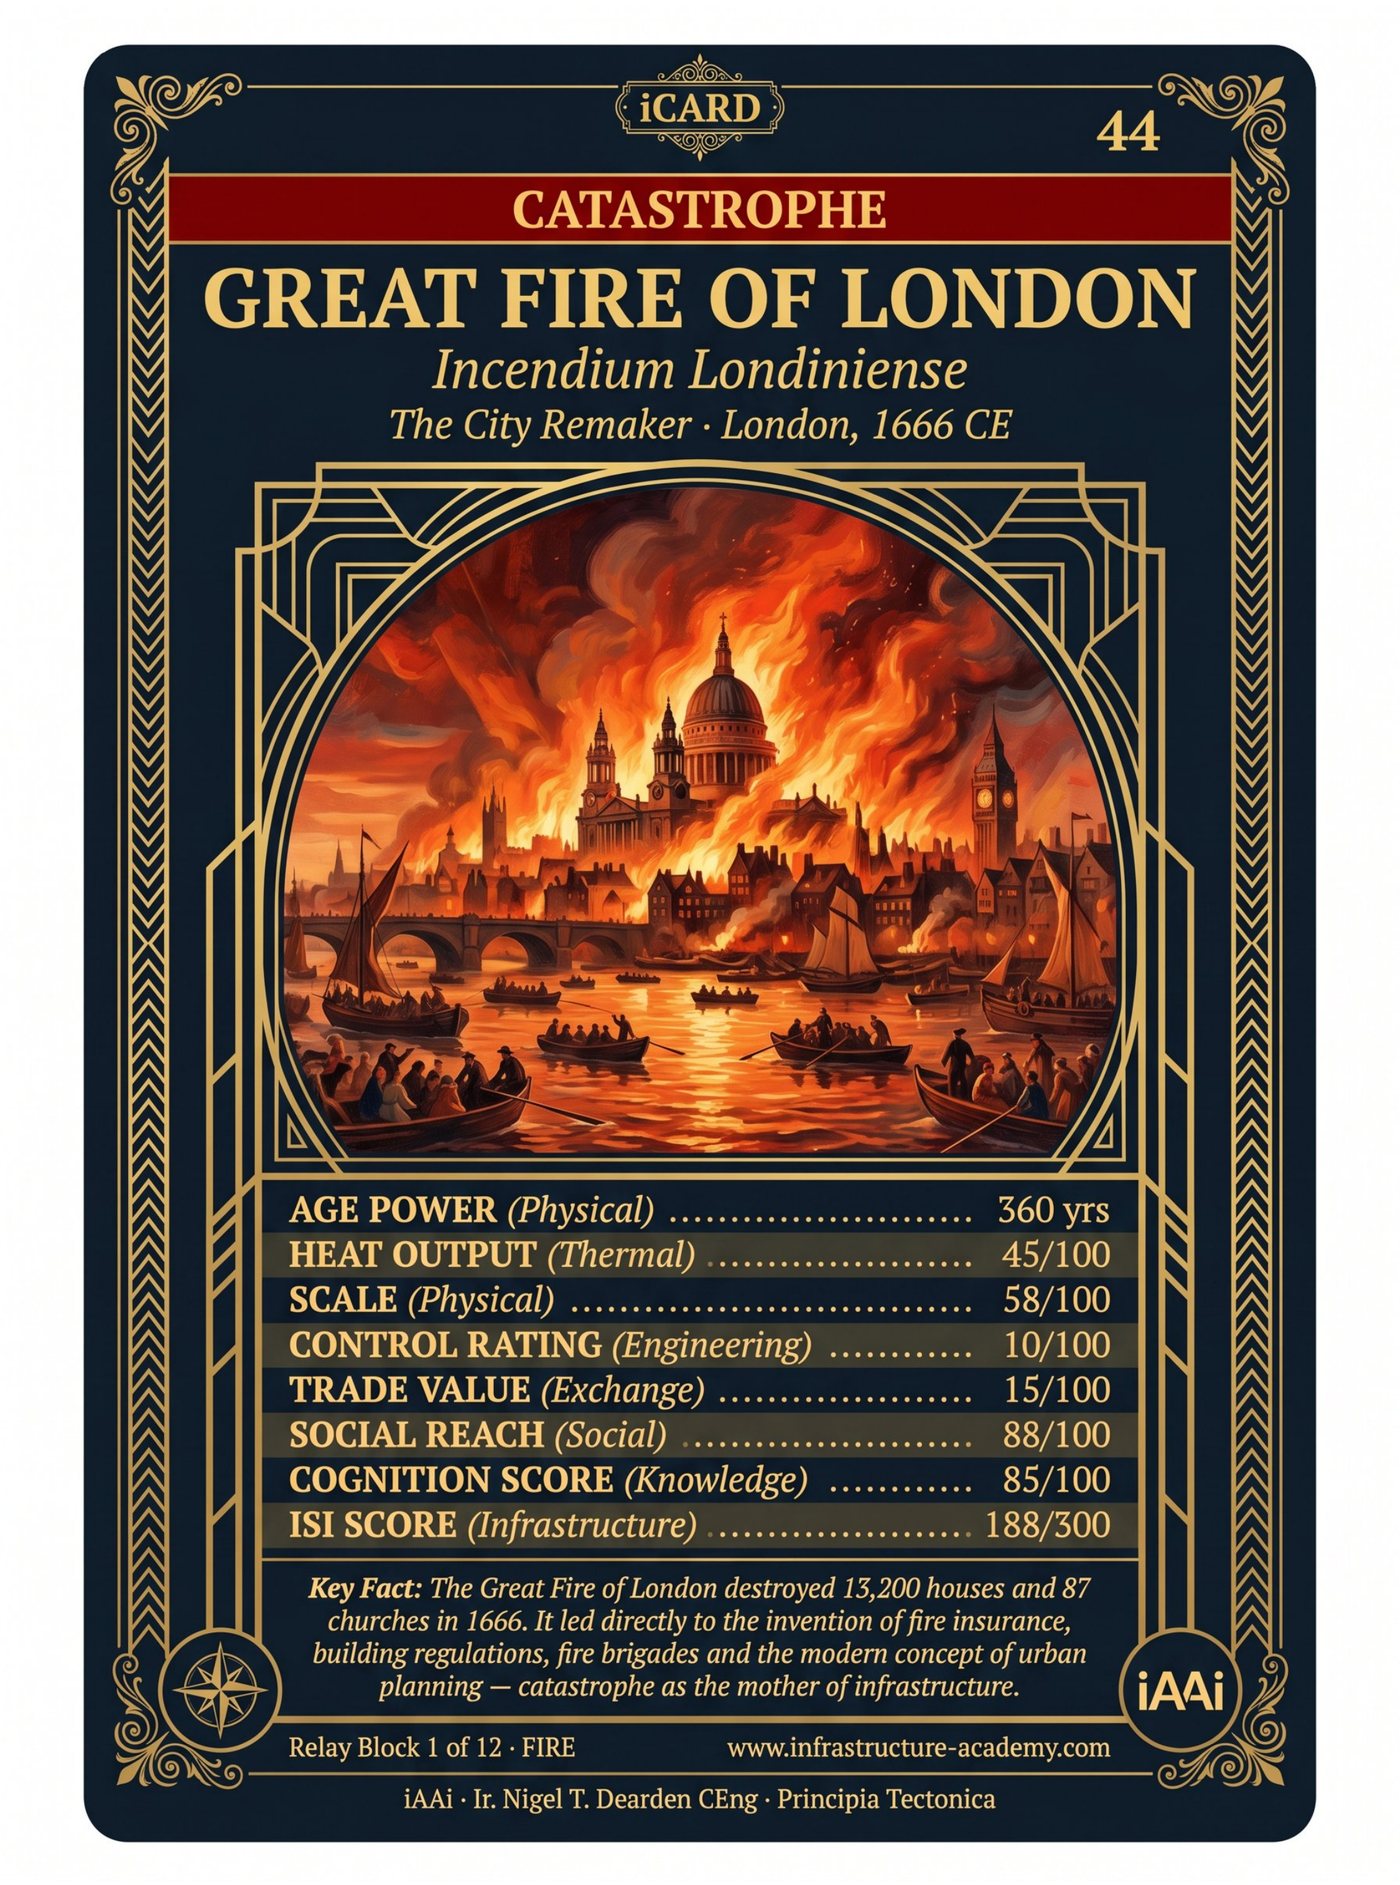 iCARD
44
CATASTROPHE
GREAT FIRE OF LONDON
Incendium Londiniense
The City Remaker · London, 1666 CE
AGE POWER (Physical) ........................ 360 yrs
HEAT OUTPUT (Thermal) ..................... 45/100
SCALE (Physical) ................................ 58/100
CONTROL RATING (Engineering) ............ 10/100
TRADE VALUE (Exchange) .................... 15/100
SOCIAL REACH (Social) ....................... 88/100
COGNITION SCORE (Knowledge) ............ 85/100
ISI SCORE (Infrastructure) ..................... 188/300
Key Fact: The Great Fire of London destroyed 13,200 houses and 87
churches in 1666. It led directly to the invention of fire insurance,
building regulations, fire brigades and the modern concept of urban
planning — catastrophe as the mother of infrastructure.
iAAi
Relay Block 1 of 12 · FIRE www.infrastructure-academy.com
iAAi · Ir. Nigel T. Dearden CEng · Principia Tectonica